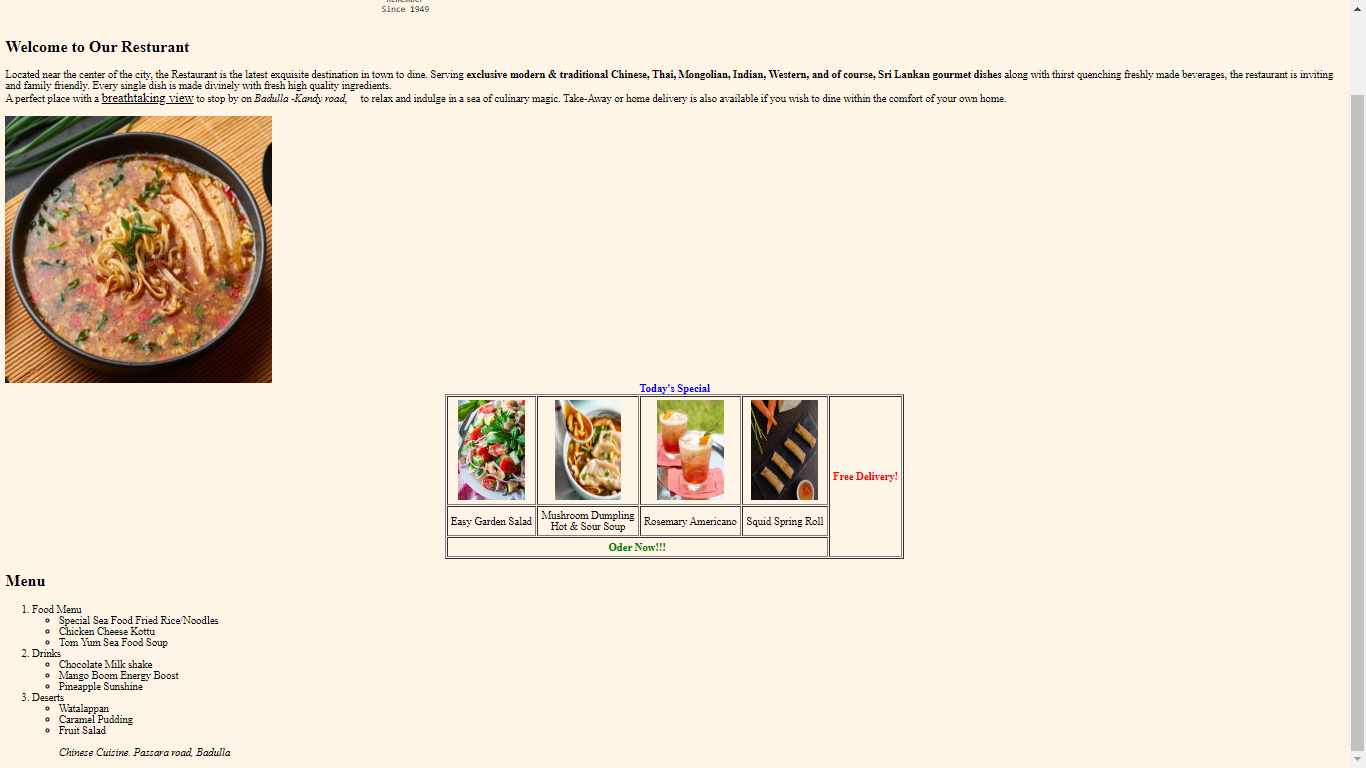 Since 1949
Welcome to Our Resturant
Located near the center of the city, the Restaurant is the latest exquisite destination in town to dine. Serving exclusive modern & traditional Chinese, Thai, Mongolian, Indian, Western, and of course, Sri Lankan gourmet dishes along with thirst quenching freshly made beverages, the restaurant is inviting
and family friendly. Every single dish is made divinely with fresh high quality ingredients.
A perfect place with a breathtaking view to stop by on Badulla -Kandy road, to relax and indulge in a sea of culinary magic. Take-Away or home delivery is also available if you wish to dine within the comfort of your own home.
Today's Special
Free Delivery!
Easy Garden Salad
Mushroom Dumpling
Hot & Sour Soup
Rosemary Americano
Squid Spring Roll
Oder Now!!!
Menu
1. Food Menu
Special Sea Food Fried Rice/Noodles
Chicken Cheese Kottu
Tom Yum Sea Food Soup
2. Drinks
Chocolate Milk shake
Mango Boom Energy Boost
Pineapple Sunshine
3. Deserts
Watalappan
Caramel Pudding
Fruit Salad
Chinese Cuisine. Passara road, Badulla